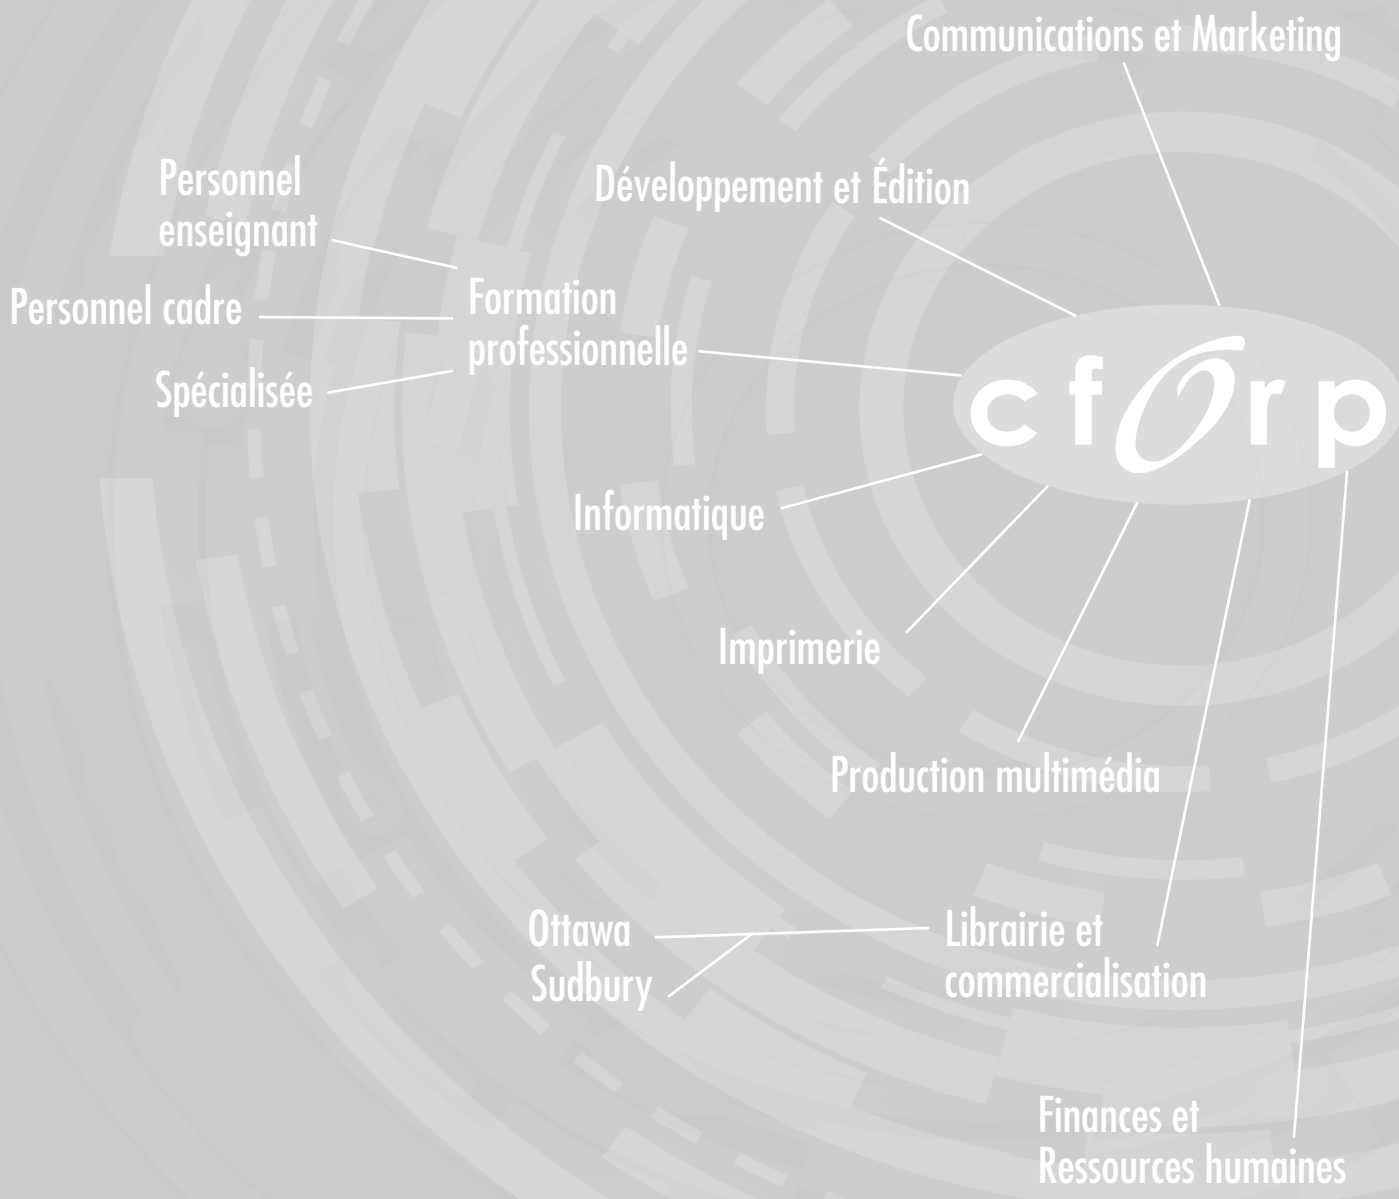 Communications et Marketing
Développement et Édition
Personnel
enseignant
Personnel cadre
Spécialisée
Formation
professionnelle
cforp
Informatique
Imprimerie
Production multimédia
Ottawa
Sudbury
Librairie et
commercialisation
Finances et
Ressources humaines